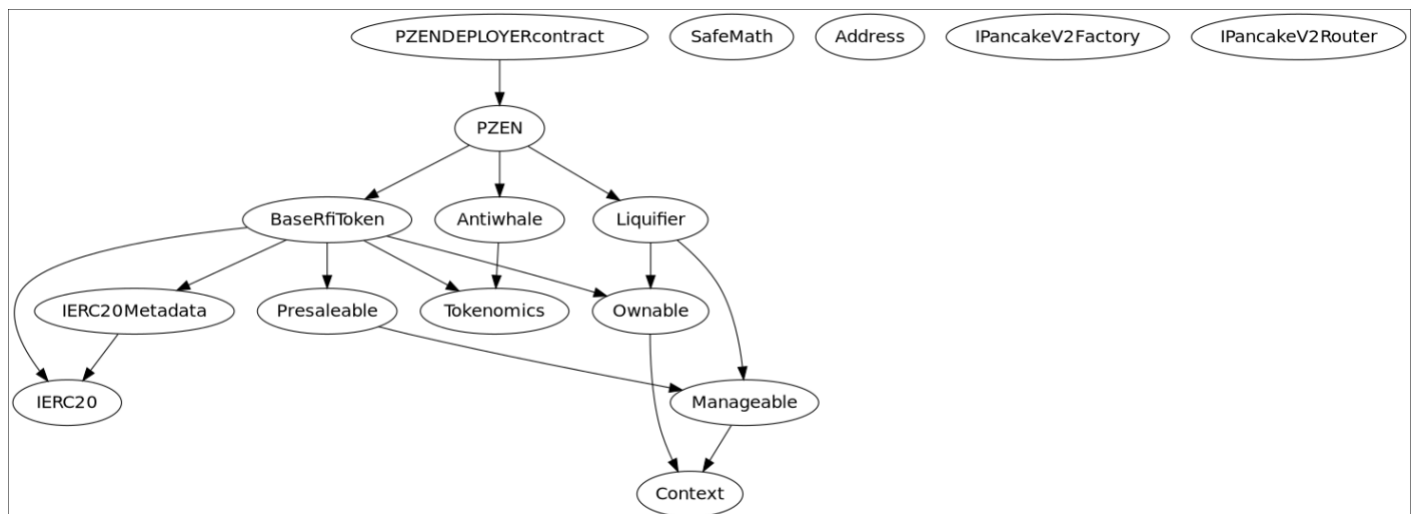 PZENDEPLOYERcontract
SafeMath
Address
IPancakeV2Factory
IPancakeV2Router
PZEN
BaseRfiToken
Antiwhale
Liquifier
IERC20Metadata
Presaleable
Tokenomics
Ownable
IERC20
Manageable
Context